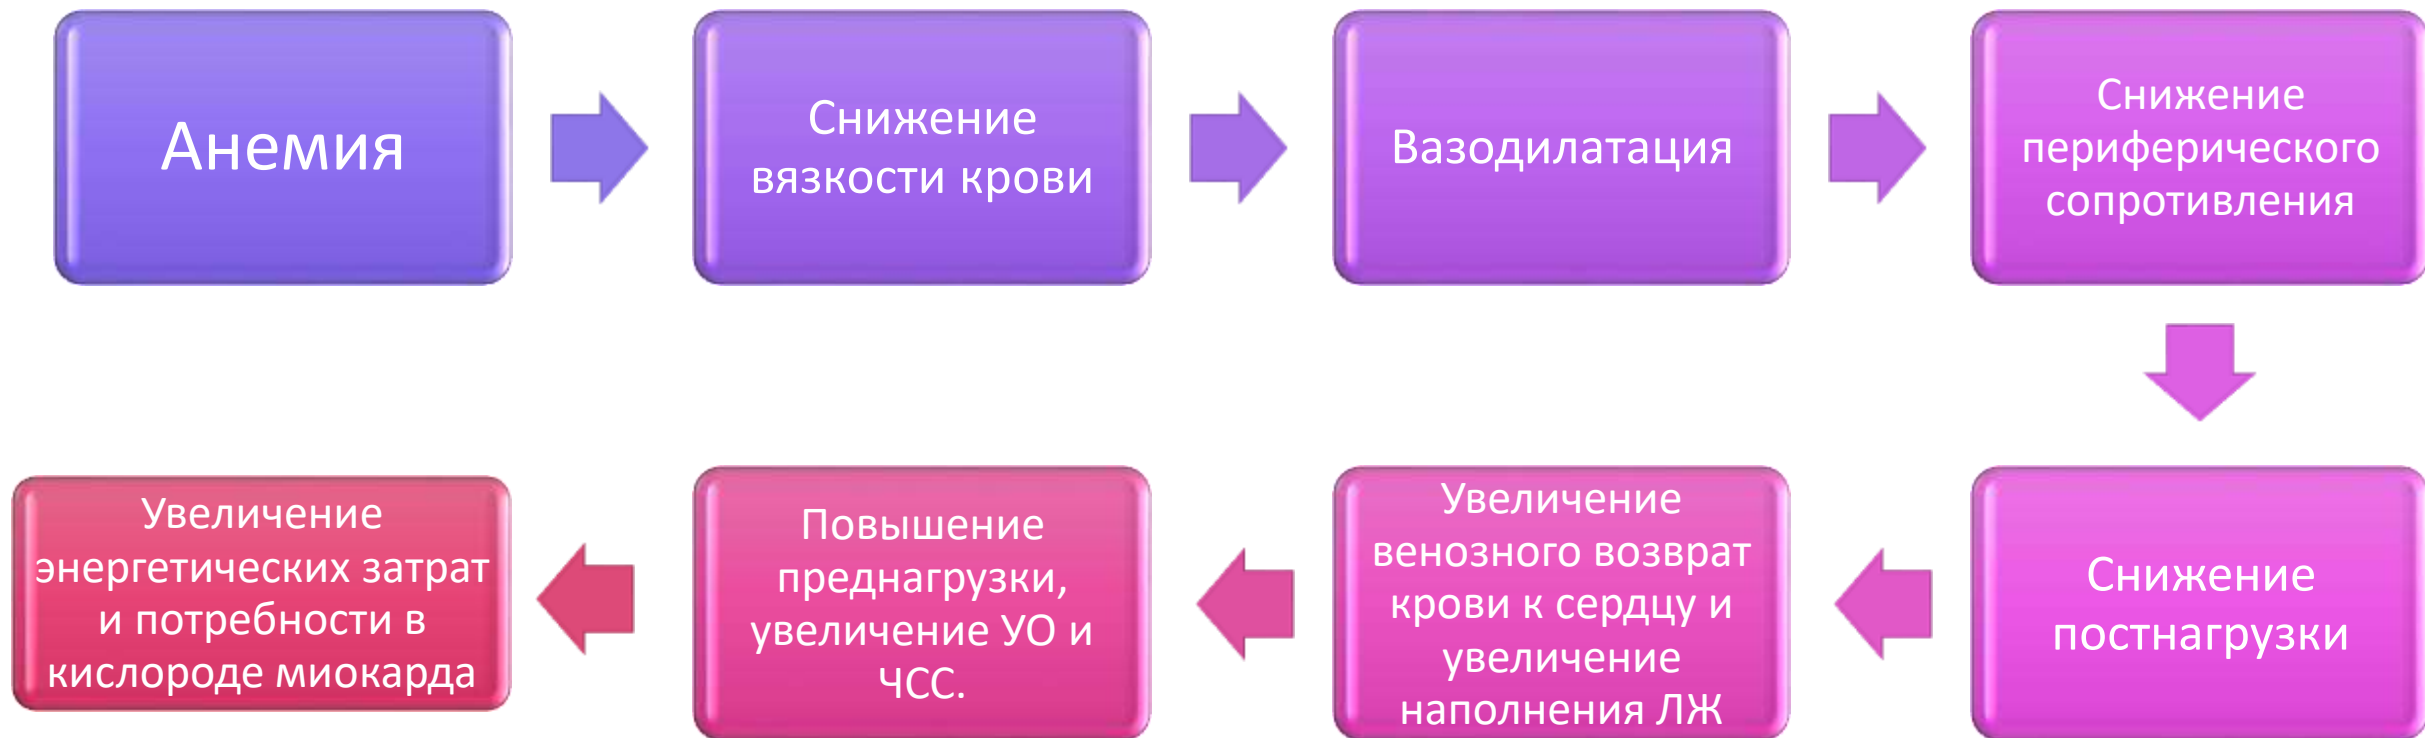 Анемия
Снижение
вязкости крови
Вазодилатация
Снижение
периферического
сопротивления
Снижение
постнагрузки
Увеличение
венозного возврат
крови к сердцу и
увеличение
наполнения ЛЖ
Повышение
преднагрузки,
увеличение УО и
ЧСС.
Увеличение
энергетических затрат
и потребности в
кислороде миокарда